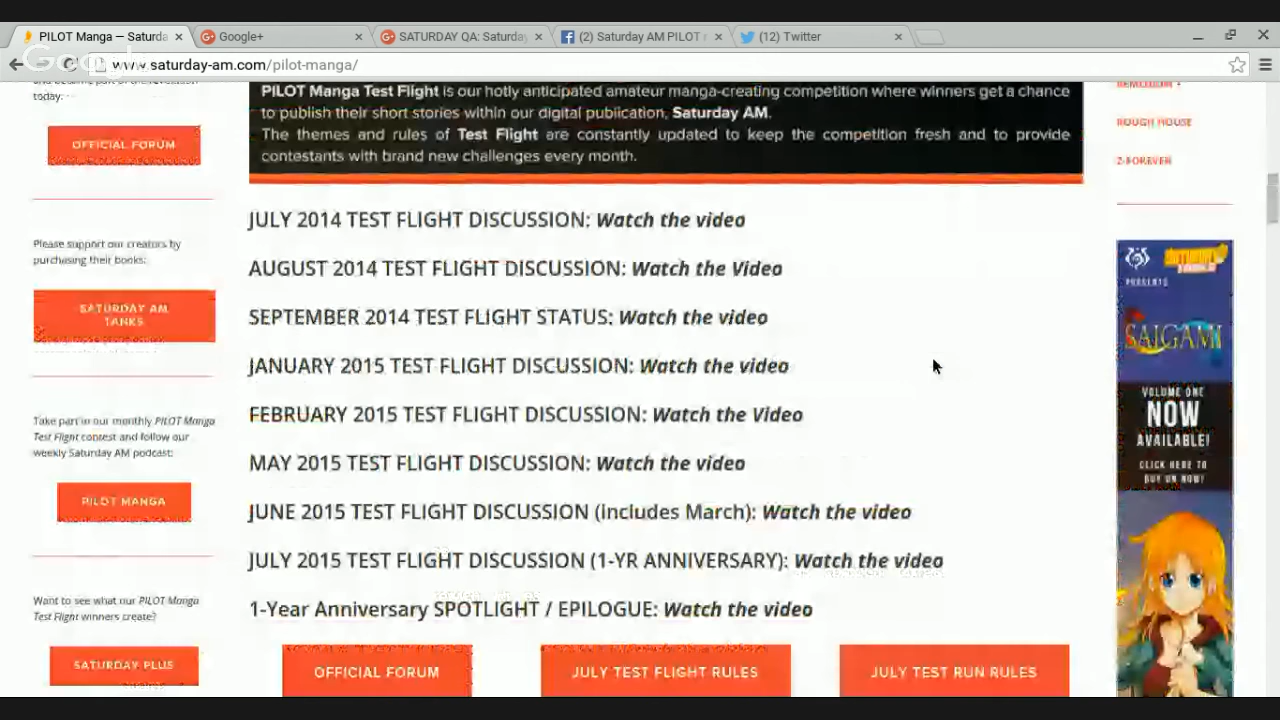 PILOT Manga — Saturda
Google+
SATURDAY QA: Saturday
(2) Saturday AM PILOT
(12) Twitter
Google
www.saturday-am.com/pilot-manga/
today:
OFFICIAL FORUM
Please support our creators by
purchasing their books:
SATURDAY AM
TANKS
Take part in our monthly PILOT Manga
Test Flight contest and follow our
weekly Saturday AM podcast:
PILOT MANGA
Want to see what our PILOT Manga
Test Flight winners create?
SATURDAY PLUS
PILOT Manga Test Flight is our hotly anticipated amateur manga-creating competition where winners get a chance
to publish their short stories within our digital publication, Saturday AM.
The themes and rules of Test Flight are constantly updated to keep the competition fresh and to provide
contestants with brand new challenges every month.
JULY 2014 TEST FLIGHT DISCUSSION: Watch the video
AUGUST 2014 TEST FLIGHT DISCUSSION: Watch the Video
SEPTEMBER 2014 TEST FLIGHT STATUS: Watch the video
JANUARY 2015 TEST FLIGHT DISCUSSION: Watch the video
FEBRUARY 2015 TEST FLIGHT DISCUSSION: Watch the Video
MAY 2015 TEST FLIGHT DISCUSSION: Watch the video
JUNE 2015 TEST FLIGHT DISCUSSION (includes March): Watch the video
JULY 2015 TEST FLIGHT DISCUSSION (1-YR ANNIVERSARY): Watch the video
1-Year Anniversary SPOTLIGHT / EPILOGUE: Watch the video
OFFICIAL FORUM
JULY TEST FLIGHT RULES
JULY TEST RUN RULES
ROUGH HOUSE
Z-FOREVER
PRESENTS
SAIGAMI
VOLUME ONE
NOW
AVAILABLE!
CLICK HERE TO
BUY ON NOW!